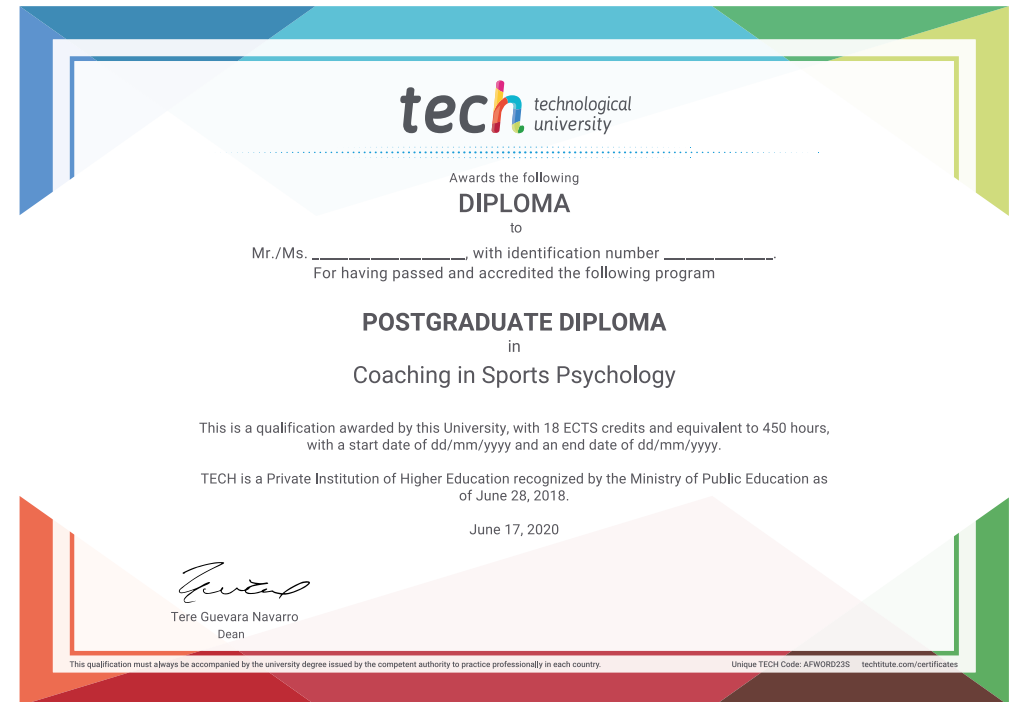 tech technological
university
Awards the following
DIPLOMA
to
Mr./Ms. ____________________, with identification number ______________.
For having passed and accredited the following program
POSTGRADUATE DIPLOMA
in
Coaching in Sports Psychology
This is a qualification awarded by this University, with 18 ECTS credits and equivalent to 450 hours,
with a start date of dd/mm/yyyy and an end date of dd/mm/yyyy.
TECH is a Private Institution of Higher Education recognized by the Ministry of Public Education as
of June 28, 2018.
June 17, 2020
Tere Guevara Navarro
Dean
This qualification must always be accompanied by the university degree issued by the competent authority to practice professionally in each country.
Unique TECH Code: AFWORD23S techtitute.com/certificates